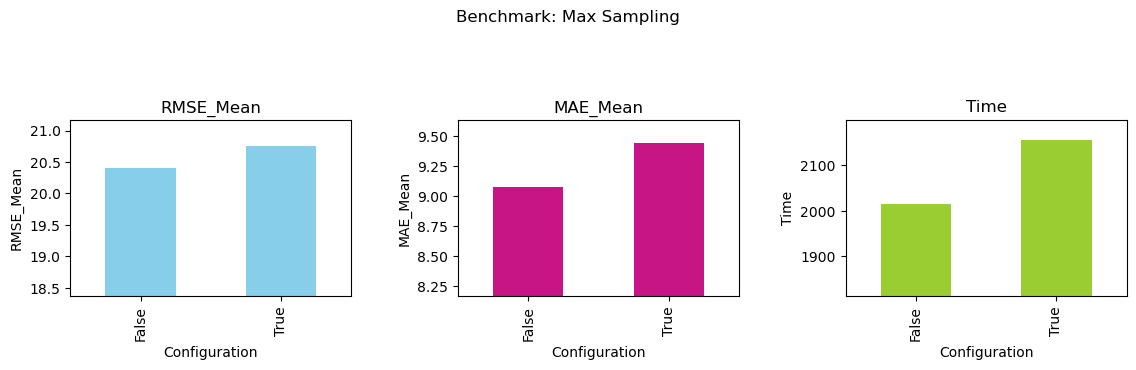 Benchmark: Max Sampling
RMSE_Mean
21.0
20.5
20.0
19.5
19.0
18.5
RMSE_Mean
False
True
Configuration
MAE_Mean
9.50
9.25
9.00
8.75
8.50
8.25
MAE_Mean
False
True
Configuration
Time
2100
2000
1900
Time
False
True
Configuration